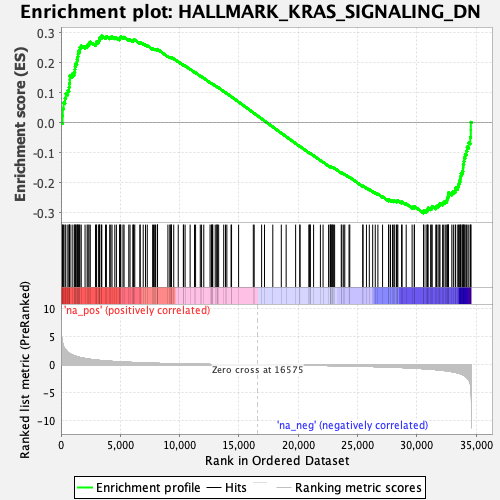 Enrichment plot: HALLMARK_KRAS_SIGNALING_DN
Enrichment score (ES)
0.3
0.2
0.1
0.0
-0.1
-0.2
-0.3
Ranked list metric (PreRanked)
10
5
0
-5
-10
'na_pos' (positively correlated)
Zero cross at 16575
'na_neg' (negatively correlated)
0
5,000
10,000
15,000
20,000
25,000
30,000
35,000
Rank in Ordered Dataset
Enrichment profile
Hits
Ranking metric scores